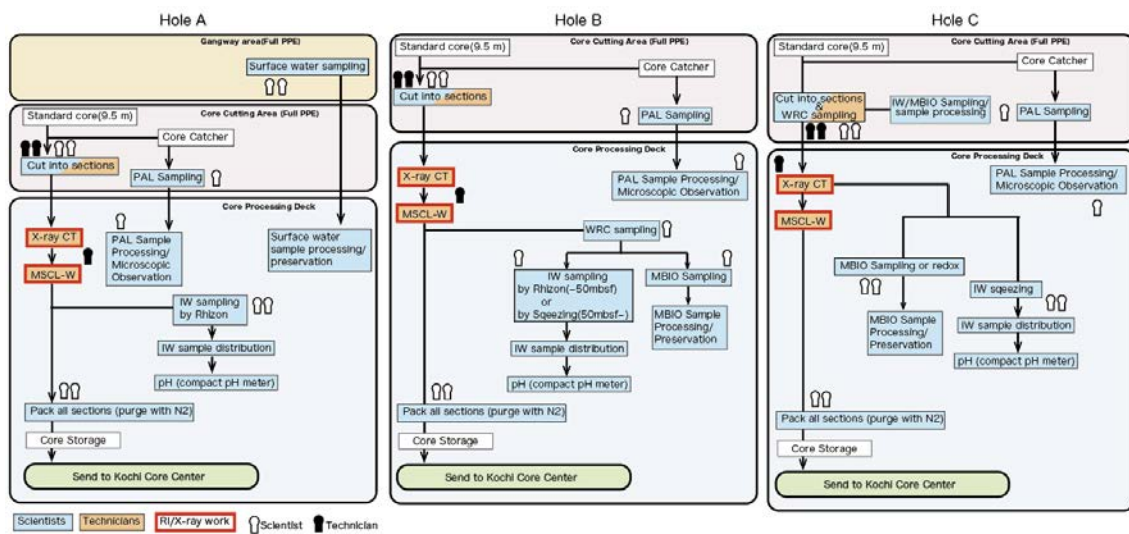 Hole A
Gangway area(Full PPE)
Surface water sampling
Core Cutting Area (Full PPE)
Standard core(9.5 m)
Core Catcher
Cut into sections
PAL Sampling
Core Processing Deck
X-ray CT
MSCL-W
PAL Sample
Processing/
Microscopic
Observation
Surface water
sample processing/
preservation
IW sampling
by Rhizon
IW sample distribution
pH (compact pH meter)
Pack all sections (purge with N2)
Core Storage
Send to Kochi Core Center
Hole B
Standard core(9.5 m)
Core Cutting Area (Full PPE)
Core Catcher
Cut into sections
PAL Sampling
Core Processing Deck
X-ray CT
MSCL-W
PAL Sample Processing/
Microscopic Observation
WRC sampling
IW sampling
by Rhizon(-50mbsf)
or
by Sqeezing(50mbsf-)
MBIO Sampling
MBIO Sample
Processing/
Preservation
IW sample distribution
pH (compact pH meter)
Pack all sections (purge with N2)
Core Storage
Send to Kochi Core Center
Hole C
Standard core(9.5 m)
Core Cutting Area (Full PPE)
Core Catcher
Cut into sections
&
WRC sampling
IW/MBIO Sampling/
sample processing
PAL Sampling
Core Processing Deck
X-ray CT
MSCL-W
PAL Sample Processing/
Microscopic Observation
MBIO Sampling or redox
IW sqeezing
MBIO Sample
Processing/
Preservation
IW sample distribution
pH (compact pH meter)
Pack all sections (purge with N2)
Core Storage
Send to Kochi Core Center
Scientists
Technicians
RI/X-ray work
Scientist
Technician